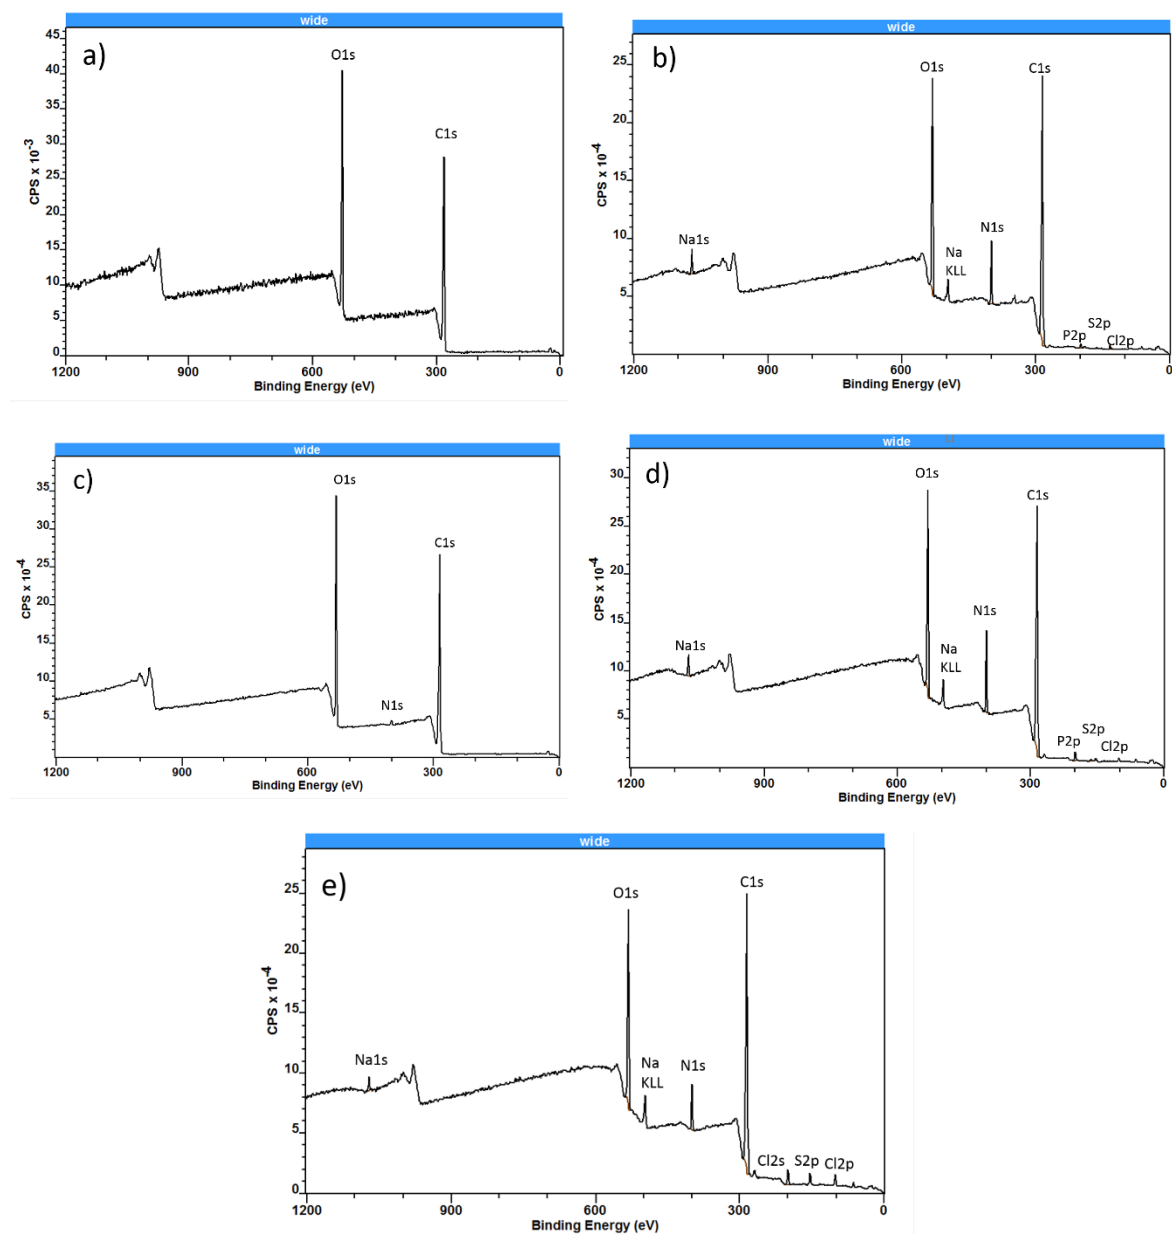 wide
a)
O1s
C1s
45
40
35
30
25
20
15
10
5
0
CPS x 10⁻³
1200 900 600 300 0
Binding Energy (eV)
wide
b)
O1s
C1s
N1s
Na1s
Na
KLL
S2p
P2p
Cl2p
25
20
15
10
5
0
CPS x 10⁻⁴
1200 900 600 300 0
Binding Energy (eV)
wide
c)
O1s
C1s
N1s
35
30
25
20
15
10
5
0
CPS x 10⁻⁴
1200 900 600 300 0
Binding Energy (eV)
wide
d)
O1s
C1s
N1s
Na1s
Na
KLL
S2p
P2p
Cl2p
30
25
20
15
10
5
0
CPS x 10⁻⁴
1200 900 600 300 0
Binding Energy (eV)
wide
e)
O1s
C1s
Na1s
Na
KLL
N1s
Cl2s S2p Cl2p
25
20
15
10
5
0
CPS x 10⁻⁴
1200 900 600 300 0
Binding Energy (eV)